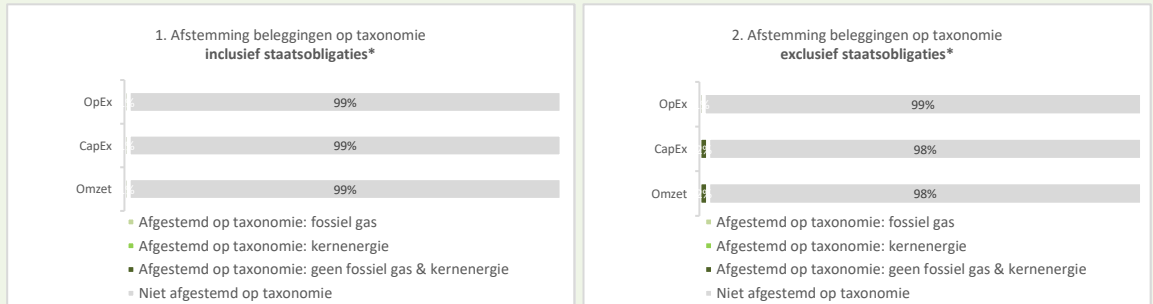 1. Afstemming beleggingen op taxonomie
inclusief staatsobligaties*
OpEx
99%
CapEx
99%
Omzet
99%
Afgestemd op taxonomie: fossiel gas
Afgestemd op taxonomie: kernenergie
Afgestemd op taxonomie: geen fossiel gas & kernenergie
Niet afgestemd op taxonomie
2. Afstemming beleggingen op taxonomie
exclusief staatsobligaties*
OpEx
99%
CapEx
98%
Omzet
98%
Afgestemd op taxonomie: fossiel gas
Afgestemd op taxonomie: kernenergie
Afgestemd op taxonomie: geen fossiel gas & kernenergie
Niet afgestemd op taxonomie